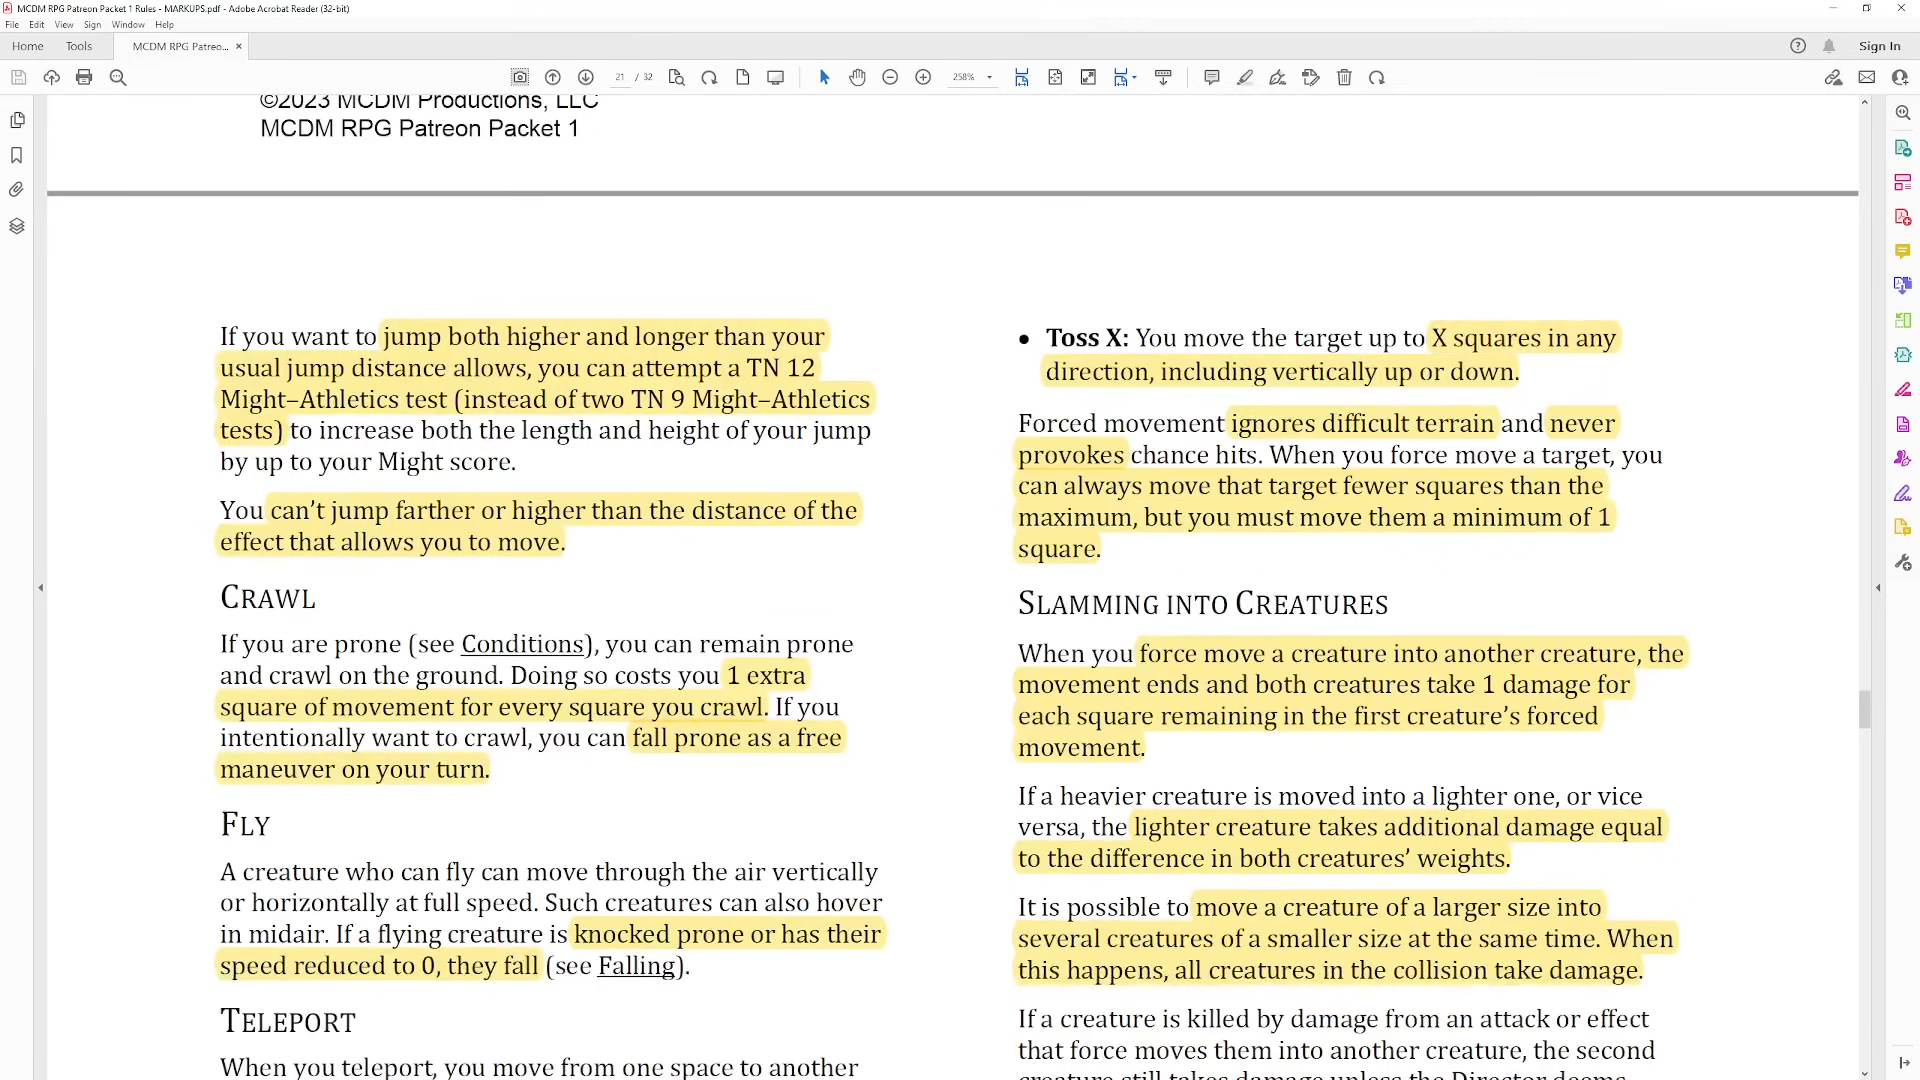 MCDM RPG Patreon Packet 1 Rules - MARKUPS.pdf - Adobe Acrobat Reader (32-bit)
File Edit View Sign Window Help
Home Tools MCDM RPG Patreo... × Sign In
21 / 32 258%
©2023 MCDM Productions, LLC
MCDM RPG Patreon Packet 1
If you want to jump both higher and longer than your
usual jump distance allows, you can attempt a TN 12
Might–Athletics test (instead of two TN 9 Might–Athletics
tests) to increase both the length and height of your jump
by up to your Might score.
You can’t jump farther or higher than the distance of the
effect that allows you to move.
CRAWL
If you are prone (see Conditions), you can remain prone
and crawl on the ground. Doing so costs you 1 extra
square of movement for every square you crawl. If you
intentionally want to crawl, you can fall prone as a free
maneuver on your turn.
FLY
A creature who can fly can move through the air vertically
or horizontally at full speed. Such creatures can also hover
in midair. If a flying creature is knocked prone or has their
speed reduced to 0, they fall (see Falling).
TELEPORT
When you teleport, you move from one space to another
• Toss X: You move the target up to X squares in any
direction, including vertically up or down.
Forced movement ignores difficult terrain and never
provokes chance hits. When you force move a target, you
can always move that target fewer squares than the
maximum, but you must move them a minimum of 1
square.
SLAMMING INTO CREATURES
When you force move a creature into another creature, the
movement ends and both creatures take 1 damage for
each square remaining in the first creature’s forced
movement.
If a heavier creature is moved into a lighter one, or vice
versa, the lighter creature takes additional damage equal
to the difference in both creatures’ weights.
It is possible to move a creature of a larger size into
several creatures of a smaller size at the same time. When
this happens, all creatures in the collision take damage.
If a creature is killed by damage from an attack or effect
that force moves them into another creature, the second
creature still takes damage unless the Director deems